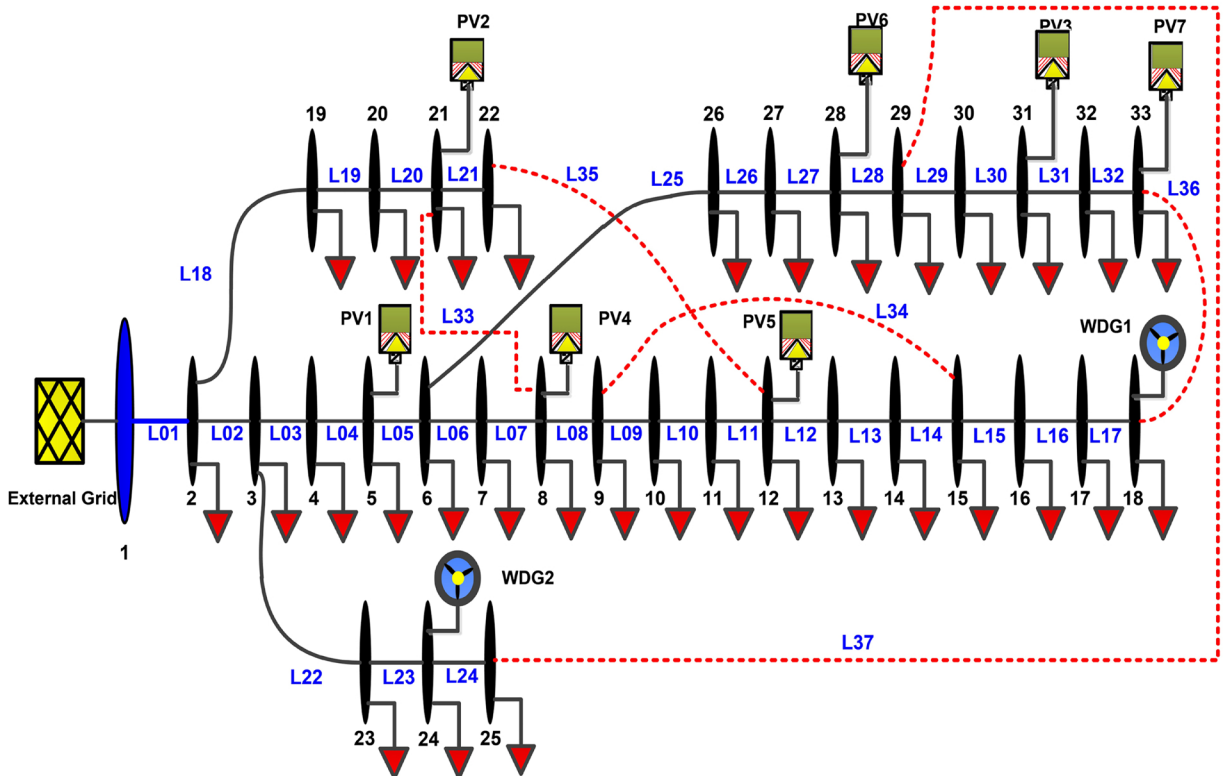 PV2
PV6
PV3
PV7
19
20
21
22
26
27
28
29
30
31
32
33
L19
L20
L21
L35
L25
L26
L27
L28
L29
L30
L31
L32
L36
L18
L33
L34
PV1
PV4
PV5
WDG1
L01
L02
L03
L04
L05
L06
L07
L08
L09
L10
L11
L12
L13
L14
L15
L16
L17
External Grid
1
2
3
4
5
6
7
8
9
10
11
12
13
14
15
16
17
18
WDG2
L37
L22
L23
L24
23
24
25